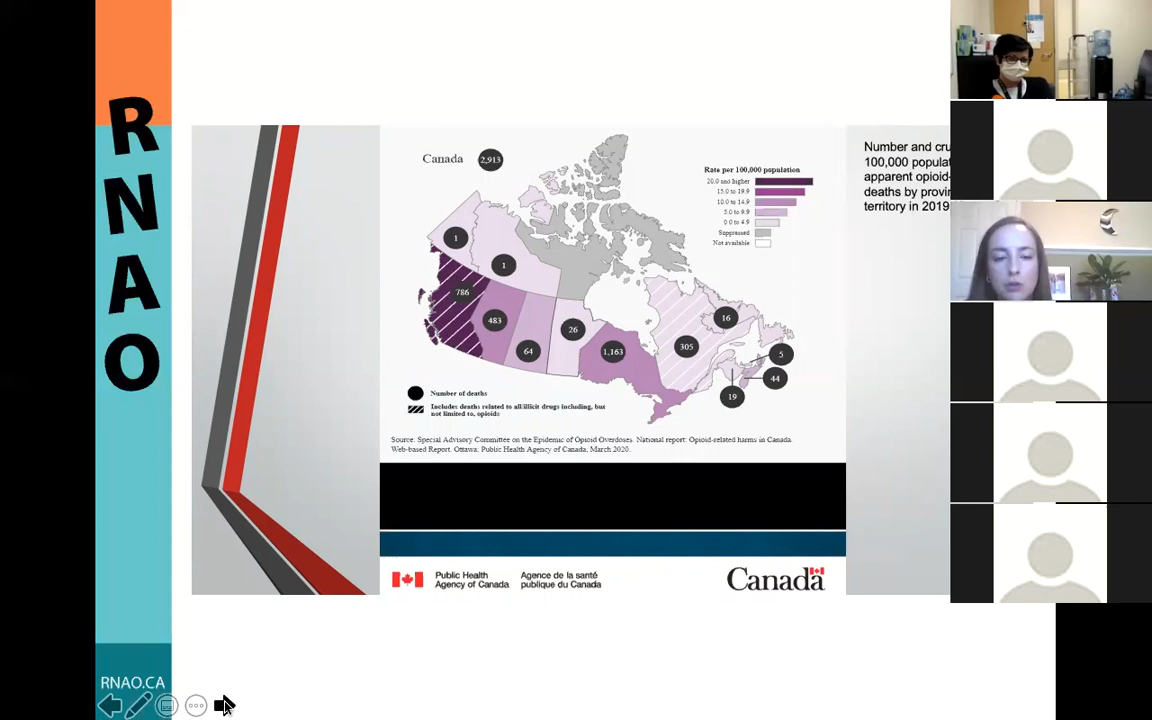 RNAO
Canada
2,913
Rate per 100,000 population
20.0 and higher
15.0 to 19.9
10.0 to 14.9
5.0 to 9.9
0.0 to 4.9
Suppressed
Not available
1
1
786
483
64
26
1,163
305
16
5
44
19
Number of deaths
Includes deaths related to all illicit drugs including, but
not limited to, opioids
Source: Special Advisory Committee on the Epidemic of Opioid Overdoses. National report: Opioid-related harms in Canada.
Web-based Report. Ottawa: Public Health Agency of Canada, March 2020.
Number and cru
100,000 populat
apparent opioid-
deaths by provin
territory in 2019
Public Health
Agency of Canada
Agence de la santé
publique du Canada
Canada
RNAO.CA